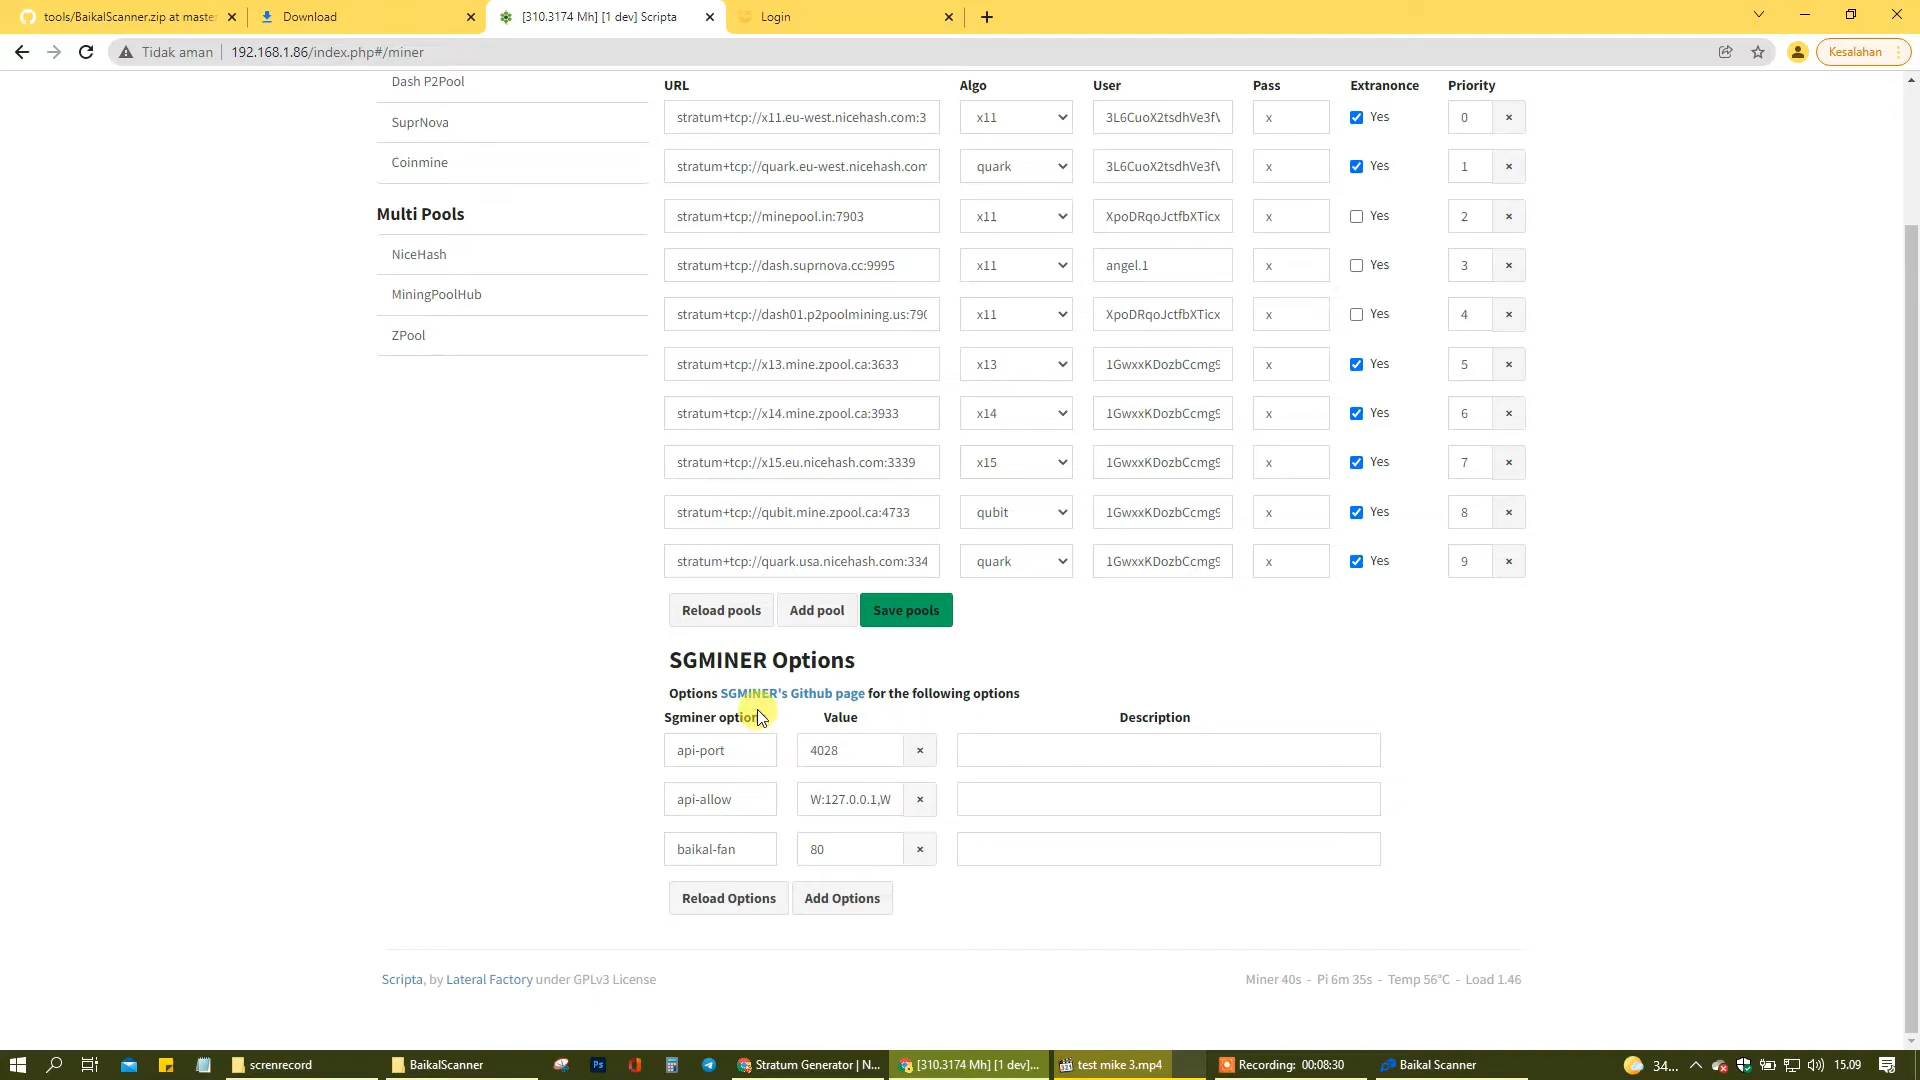 tools/BaikalScanner.zip at master
Download
[310.3174 Mh] [1 dev] Scripta
Login
Tidak aman
192.168.1.86/index.php#/miner
Kesalahan
Dash P2Pool
SuprNova
Coinmine
Multi Pools
NiceHash
MiningPoolHub
ZPool
URL Algo User Pass Extranonce Priority
stratum+tcp://x11.eu-west.nicehash.com:3 x11 3L6CuoX2tsdhVe3fV x Yes 0 ×
stratum+tcp://quark.eu-west.nicehash.com quark 3L6CuoX2tsdhVe3fV x Yes 1 ×
stratum+tcp://minepool.in:7903 x11 XpoDRqoJctfbXTicx x Yes 2 ×
stratum+tcp://dash.suprnova.cc:9995 x11 angel.1 x Yes 3 ×
stratum+tcp://dash01.p2poolmining.us:790 x11 XpoDRqoJctfbXTicx x Yes 4 ×
stratum+tcp://x13.mine.zpool.ca:3633 x13 1GwxxKDozbCcmg9 x Yes 5 ×
stratum+tcp://x14.mine.zpool.ca:3933 x14 1GwxxKDozbCcmg9 x Yes 6 ×
stratum+tcp://x15.eu.nicehash.com:3339 x15 1GwxxKDozbCcmg9 x Yes 7 ×
stratum+tcp://qubit.mine.zpool.ca:4733 qubit 1GwxxKDozbCcmg9 x Yes 8 ×
stratum+tcp://quark.usa.nicehash.com:334 quark 1GwxxKDozbCcmg9 x Yes 9 ×
Reload pools Add pool Save pools
SGMINER Options
Options SGMINER's Github page for the following options
Sgminer option Value Description
api-port 4028 ×
api-allow W:127.0.0.1,W ×
baikal-fan 80 ×
Reload Options Add Options
Scripta, by Lateral Factory under GPLv3 License
Miner 40s - Pi 6m 35s - Temp 56°C - Load 1.46
screnrecord
BaikalScanner
Ps
Stratum Generator | N...
[310.3174 Mh] [1 dev]...
test mike 3.mp4
Recording: 00:08:30
Baikal Scanner
34...
15.09